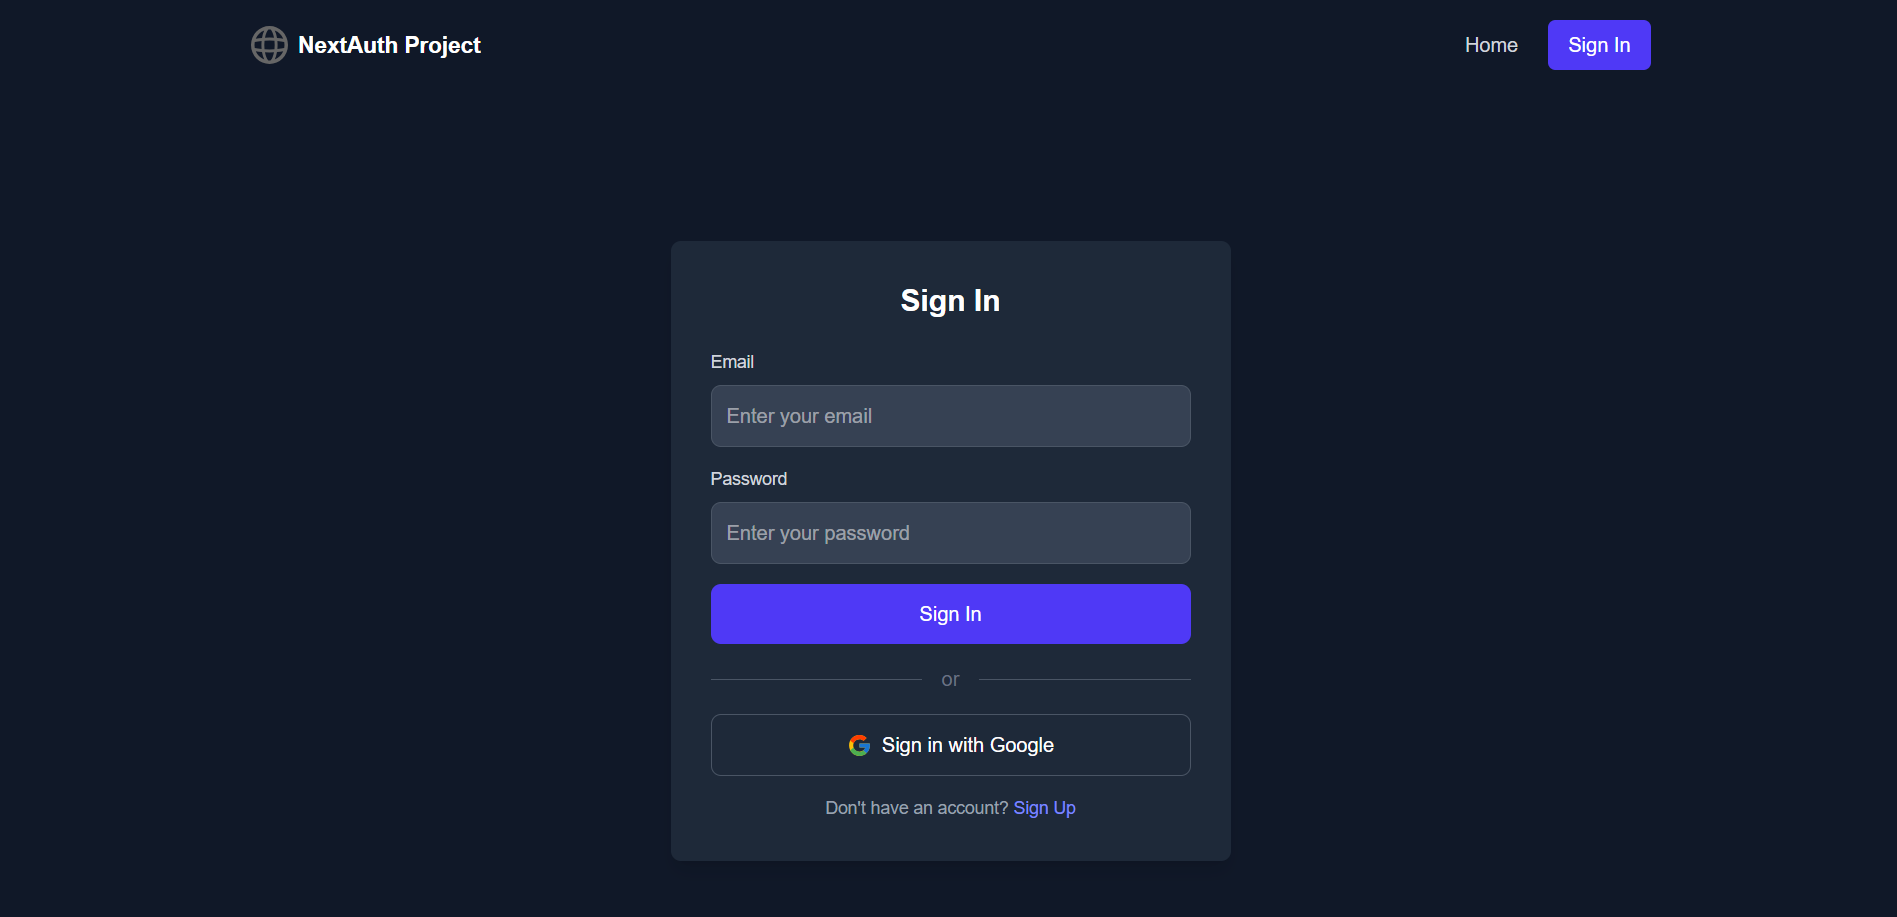 NextAuth Project
Home
Sign In
Sign In
Email
Enter your email
Password
Enter your password
Sign In
or
Sign in with Google
Don't have an account? Sign Up